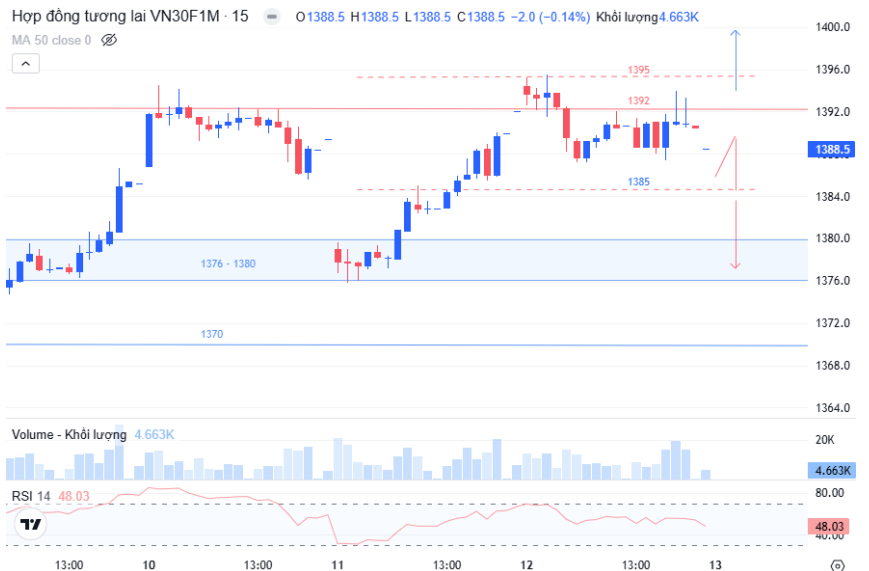 Hợp đồng tương lai VN30F1M · 15 O1388.5 H1388.5 L1388.5 C1388.5 −2.0 (−0.14%) Khối lượng4.663K
MA 50 close 0
1400.0
1396.0
1395
1392.0
1392
1388.5
1385
1384.0
1380.0
1376 - 1380
1376.0
1372.0
1370
1368.0
1364.0
Volume - Khối lượng 4.663K
20K
4.663K
RSI 14 48.03
80.00
48.03
40.00
13:00 10 13:00 11 13:00 12 13:00 13